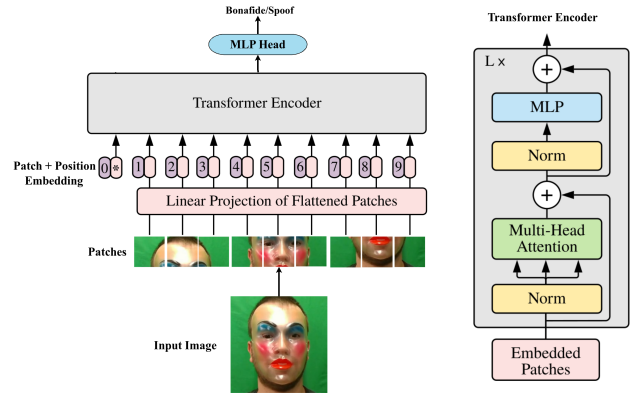 Bonafide/Spoof
MLP Head
Transformer Encoder
Patch + Position
Embedding
0 * 1 2 3 4 5 6 7 8 9
Linear Projection of Flattened Patches
Patches
Input Image
Transformer Encoder
L ×
+
MLP
Norm
+
Multi-Head
Attention
Norm
Embedded
Patches